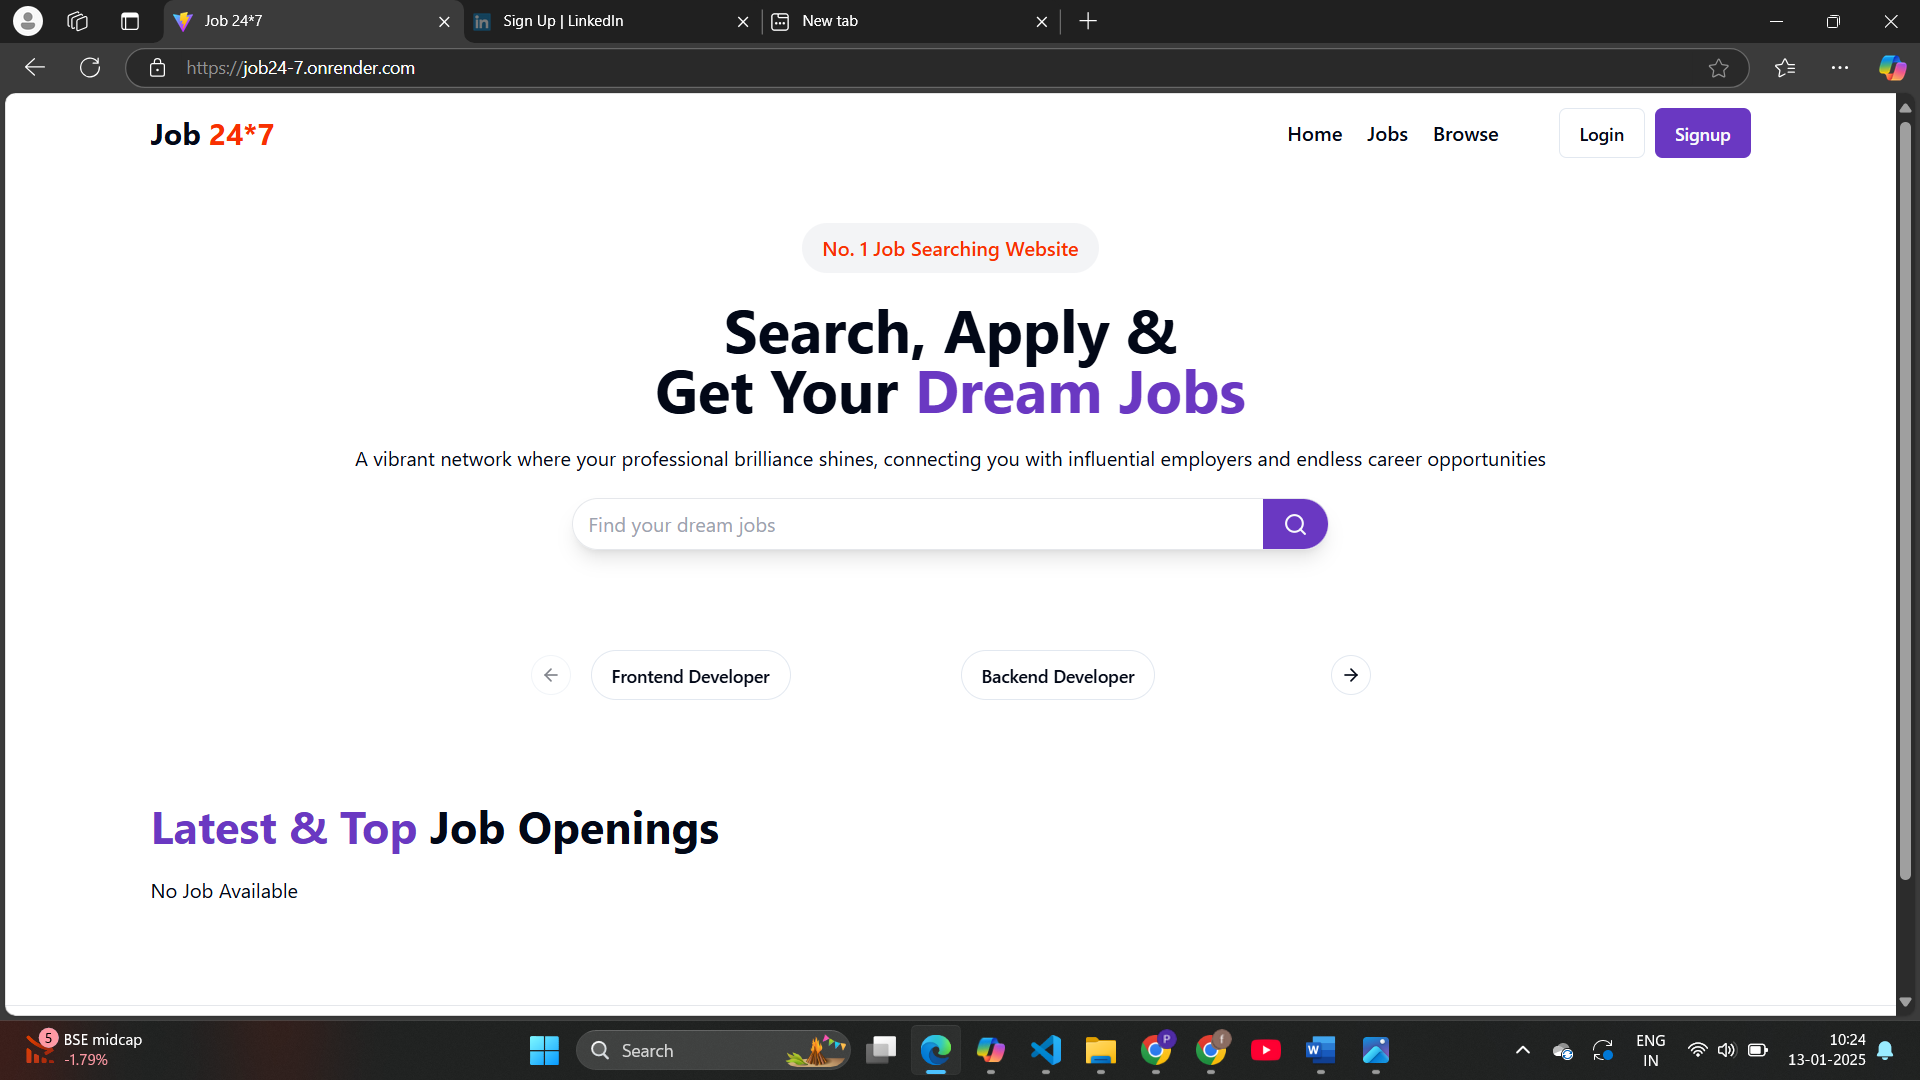 Job 24*7
Sign Up | LinkedIn
New tab
https://job24-7.onrender.com
Job 24*7
Home
Jobs
Browse
Login
Signup
No. 1 Job Searching Website
Search, Apply &
Get Your Dream Jobs
A vibrant network where your professional brilliance shines, connecting you with influential employers and endless career opportunities
Find your dream jobs
Frontend Developer
Backend Developer
Latest & Top Job Openings
No Job Available
5
BSE midcap
-1.79%
Search
P
f
W
ENG
IN
10:24
13-01-2025